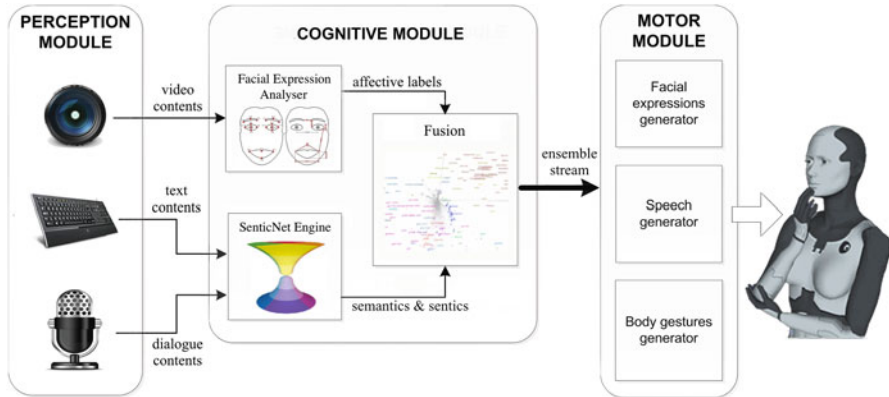 PERCEPTION
MODULE
video
contents
text
contents
dialogue
contents
COGNITIVE MODULE
Facial Expression
Analyser
affective labels
SenticNet Engine
semantics & sentics
Fusion
ensemble
stream
MOTOR
MODULE
Facial
expressions
generator
Speech
generator
Body gestures
generator